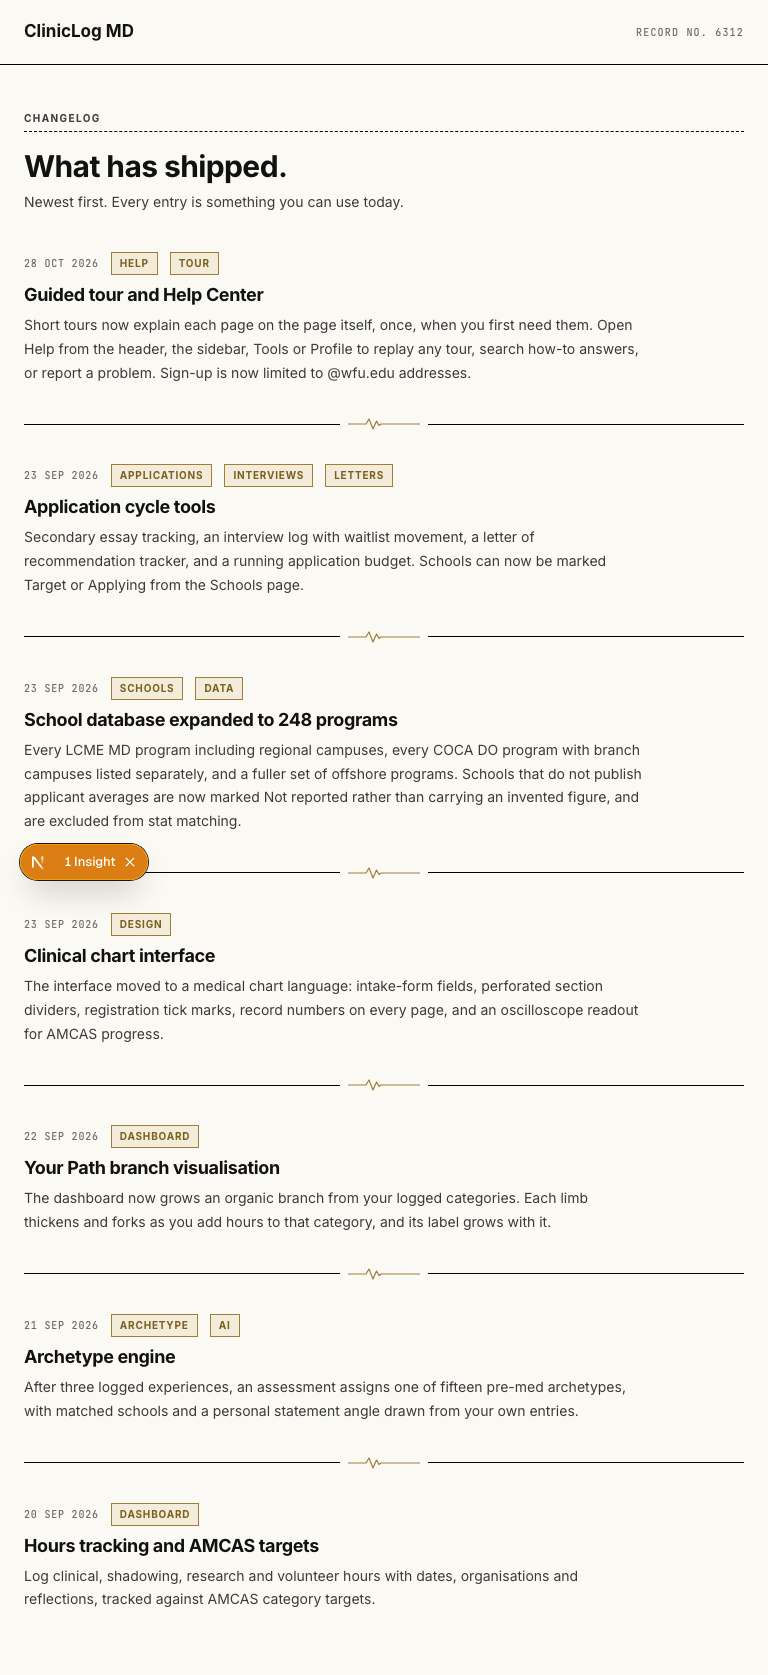 ClinicLog MD
RECORD NO. 6312
CHANGELOG
What has shipped.
Newest first. Every entry is something you can use today.
28 OCT 2026 HELP TOUR
Guided tour and Help Center
Short tours now explain each page on the page itself, once, when you first need them. Open
Help from the header, the sidebar, Tools or Profile to replay any tour, search how-to answers,
or report a problem. Sign-up is now limited to @wfu.edu addresses.
23 SEP 2026 APPLICATIONS INTERVIEWS LETTERS
Application cycle tools
Secondary essay tracking, an interview log with waitlist movement, a letter of
recommendation tracker, and a running application budget. Schools can now be marked
Target or Applying from the Schools page.
23 SEP 2026 SCHOOLS DATA
School database expanded to 248 programs
Every LCME MD program including regional campuses, every COCA DO program with branch
campuses listed separately, and a fuller set of offshore programs. Schools that do not publish
applicant averages are now marked Not reported rather than carrying an invented figure, and
are excluded from stat matching.
N 1 Insight
23 SEP 2026 DESIGN
Clinical chart interface
The interface moved to a medical chart language: intake-form fields, perforated section
dividers, registration tick marks, record numbers on every page, and an oscilloscope readout
for AMCAS progress.
22 SEP 2026 DASHBOARD
Your Path branch visualisation
The dashboard now grows an organic branch from your logged categories. Each limb
thickens and forks as you add hours to that category, and its label grows with it.
21 SEP 2026 ARCHETYPE AI
Archetype engine
After three logged experiences, an assessment assigns one of fifteen pre-med archetypes,
with matched schools and a personal statement angle drawn from your own entries.
20 SEP 2026 DASHBOARD
Hours tracking and AMCAS targets
Log clinical, shadowing, research and volunteer hours with dates, organisations and
reflections, tracked against AMCAS category targets.